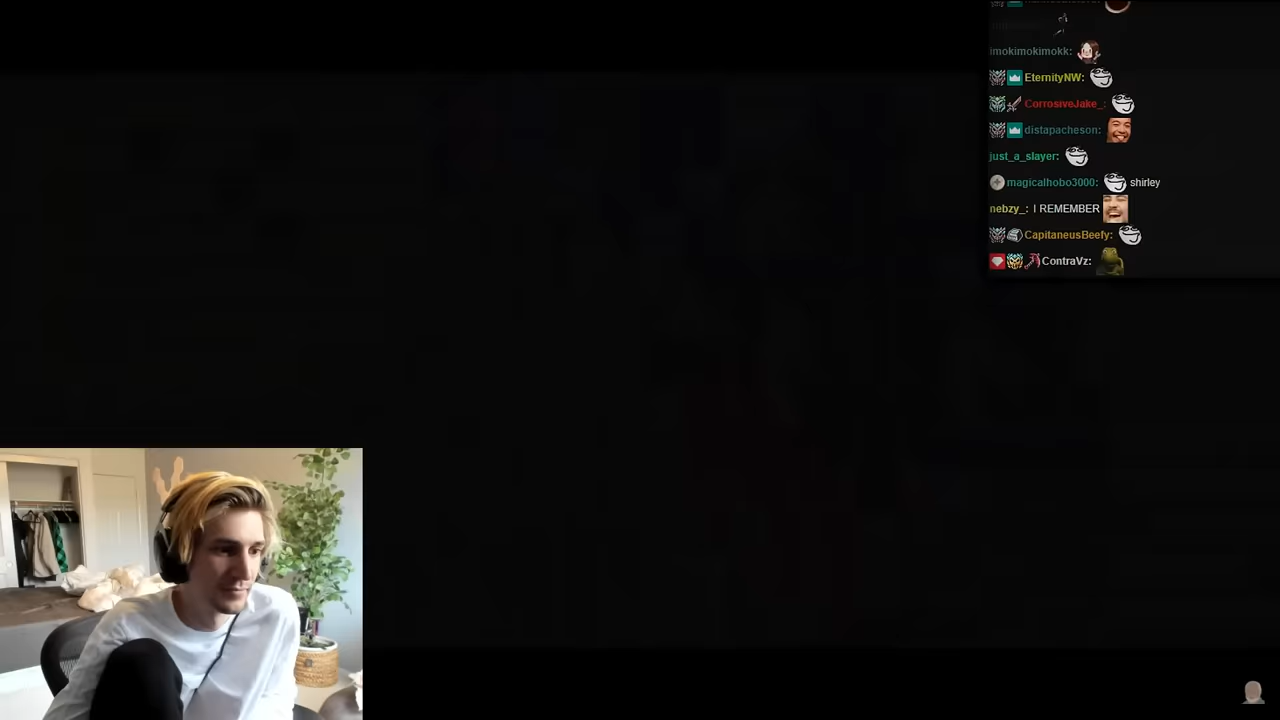 imokimokimokk:
EternityNW:
CorrosiveJake_:
distapacheson:
just_a_slayer:
magicalhobo3000: shirley
nebzy_: I REMEMBER
CapitaneusBeefy:
ContraVz: